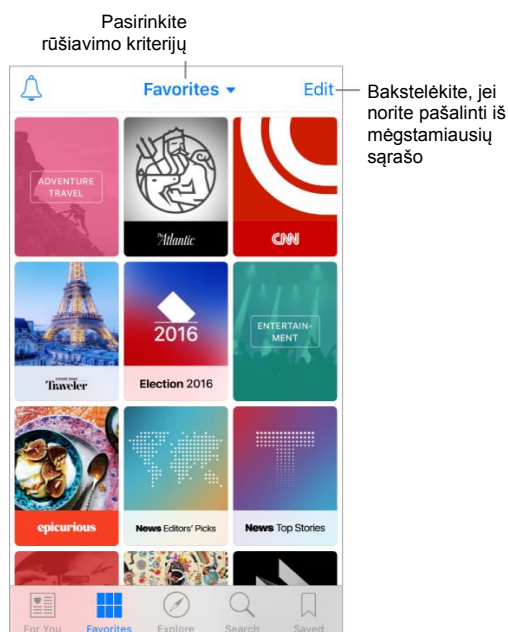 Pasirinkite
rūšiavimo kriterijų
Favorites
Edit
Bakstelėkite, jei
norite pašalinti iš
mėgstamiausių
sąrašo
ADVENTURE
TRAVEL
The Atlantic
CNN
Traveler
2016
Election 2016
ENTERTAIN-
MENT
epicurious
News Editors' Picks
News Top Stories
For You
Favorites
Explore
Search
Saved